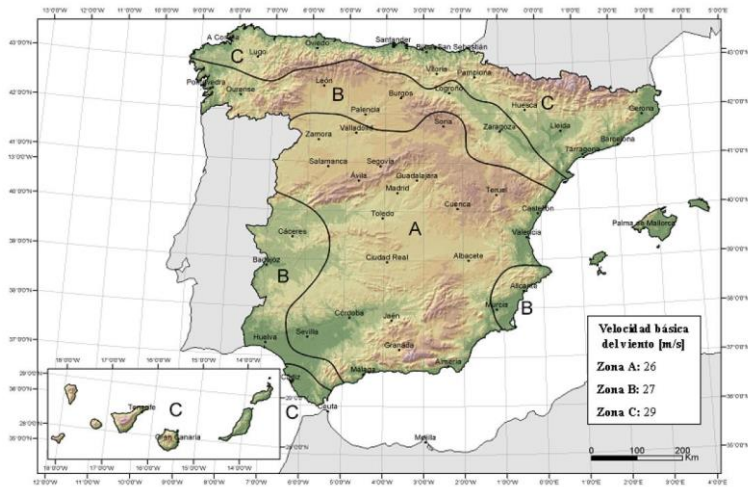 A Coruña
Lugo
Oviedo
Santander
San Sebastián
Vitoria
Pamplona
C
Pontevedra
Ourense
León
B
Burgos
Logroño
Huesca
C
Gerona
Palencia
Soria
Zaragoza
Lleida
Barcelona
Tarragona
Zamora
Valladolid
Salamanca
Segovia
Ávila
Guadalajara
Madrid
Teruel
Cuenca
Castellón
Toledo
A
Valencia
Palma de Mallorca
Cáceres
Badajoz
B
Ciudad Real
Albacete
Alicante
Murcia
B
Córdoba
Jaén
Huelva
Sevilla
Granada
Almería
Málaga
Cádiz
C
Ceuta
Melilla
Tenerife
C
Gran Canaria
Velocidad básica
del viento [m/s]
Zona A: 26
Zona B: 27
Zona C: 29
0 100 200
Km